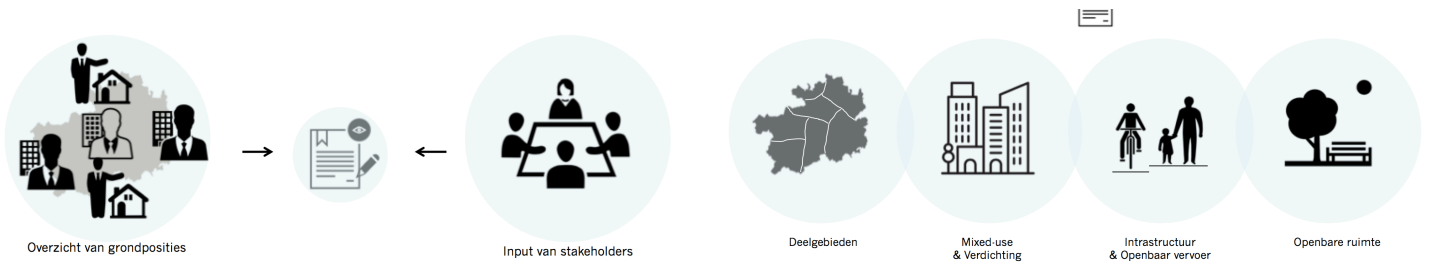 Overzicht van grondposities
Input van stakeholders
Deelgebieden
Mixed-use
& Verdichting
Intrastructuur
& Openbaar vervoer
Openbare ruimte